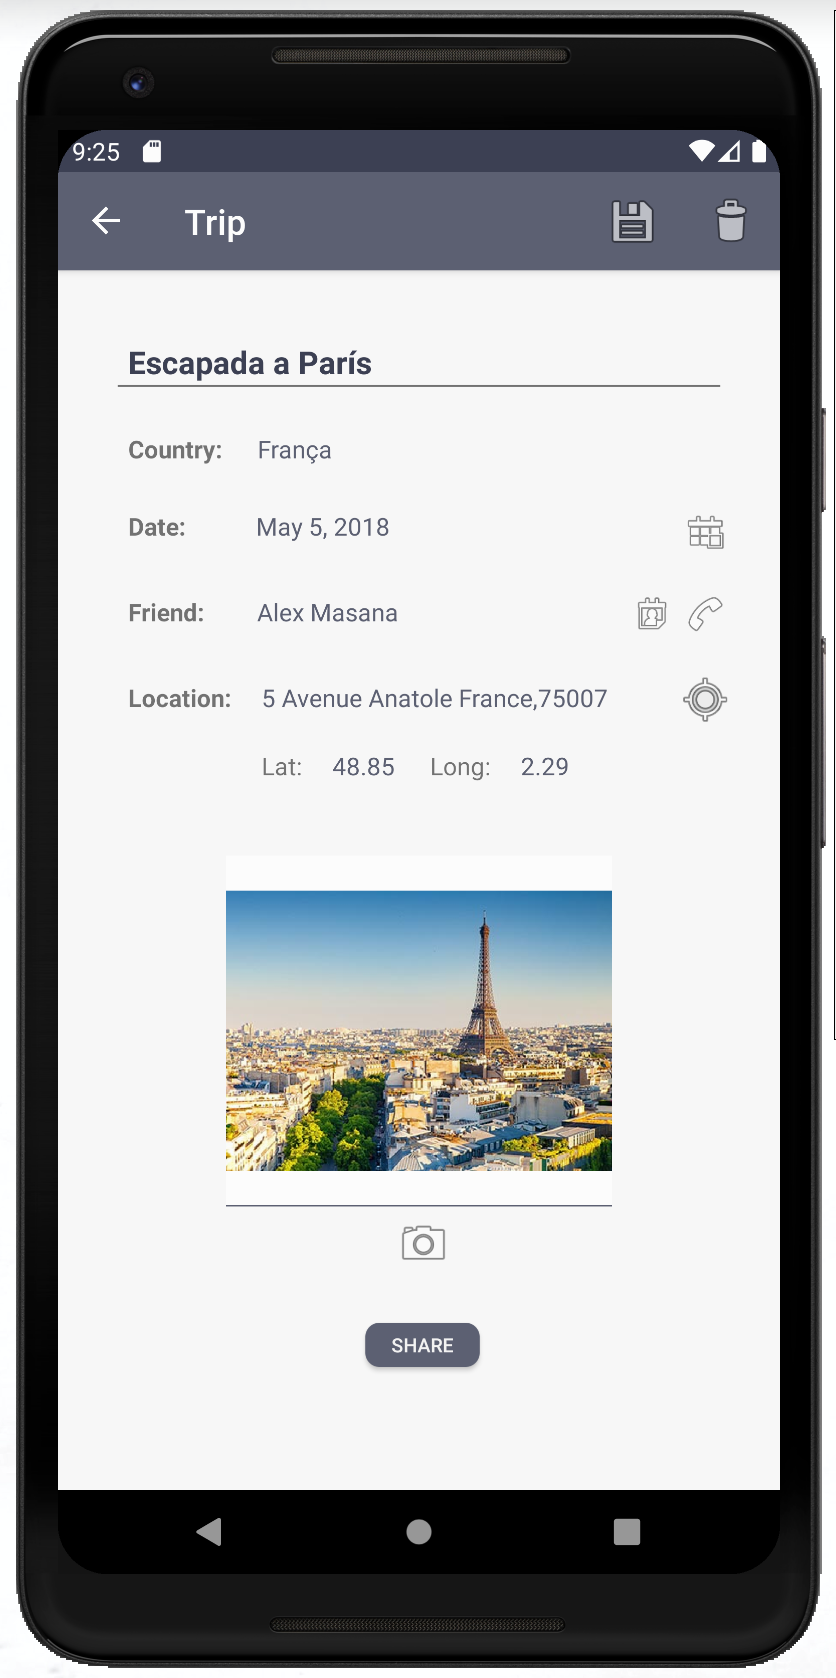 9:25
Trip
Escapada a París
Country: França
Date: May 5, 2018
Friend: Alex Masana
Location: 5 Avenue Anatole France,75007
Lat: 48.85 Long: 2.29
SHARE